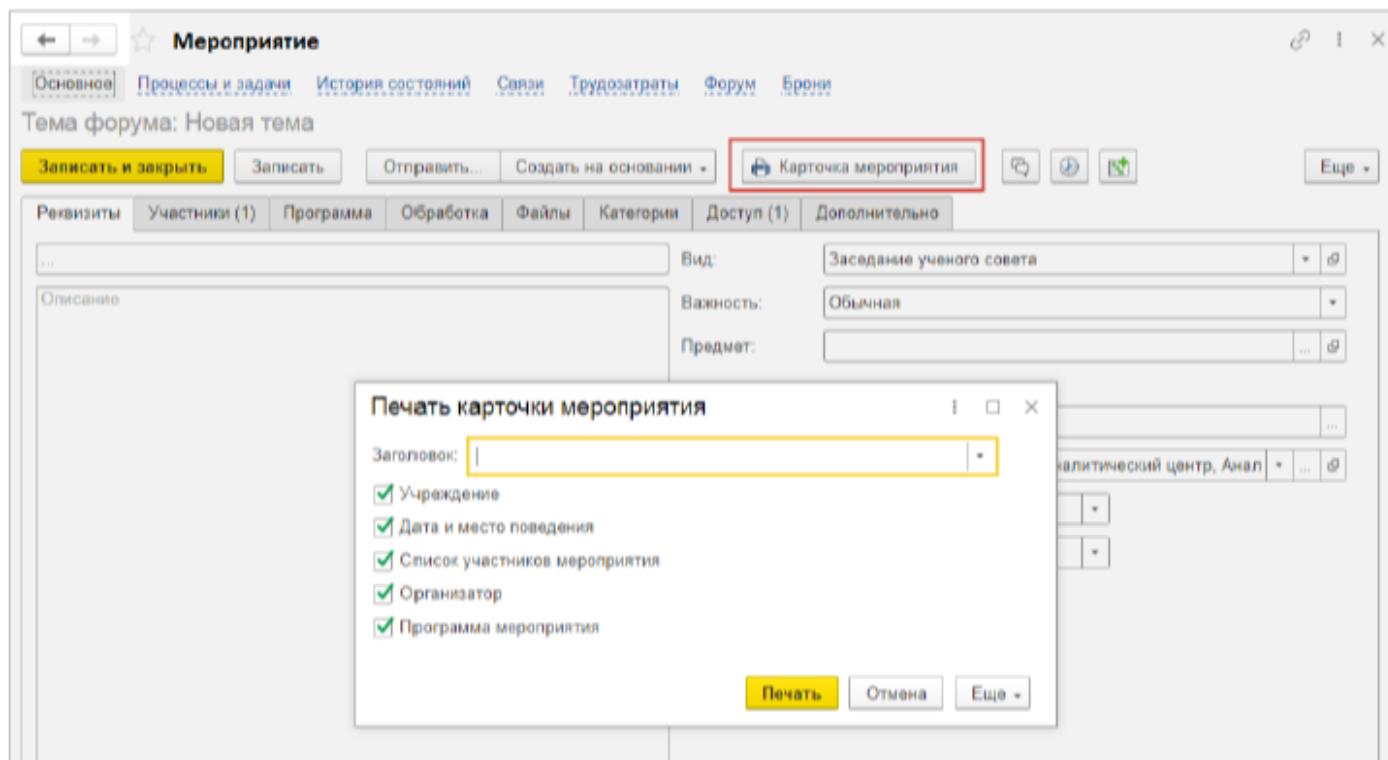 Мероприятие
Основное Процессы и задачи История состояний Связи Трудозатраты Форум Брони
Тема форума: Новая тема
Записать и закрыть Записать Отправить... Создать на основании Карточка мероприятия Еще
Реквизиты Участники (1) Программа Обработка Файлы Категории Доступ (1) Дополнительно
... Вид: Заседание ученого совета
Описание Важность: Обычная
Предмет: ...
Печать карточки мероприятия
...
Заголовок:
налитический центр, Анал ...
Учреждение
Дата и место поведения
Список участников мероприятия
Организатор
Программа мероприятия
Печать Отмена Еще